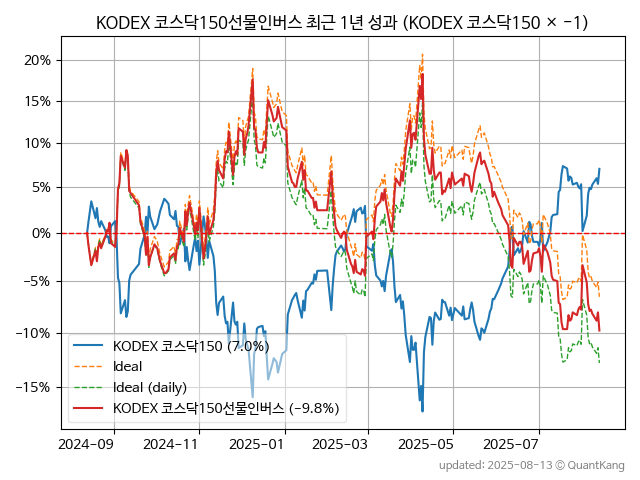 KODEX 코스닥150선물인버스 최근 1년 성과 (KODEX 코스닥150 × −1)
20%
15%
10%
5%
0%
−5%
−10%
−15%
KODEX 코스닥150 (7.0%)
Ideal
Ideal (daily)
KODEX 코스닥150선물인버스 (−9.8%)
2024-09 2024-11 2025-01 2025-03 2025-05 2025-07
updated: 2025-08-13 © QuantKang